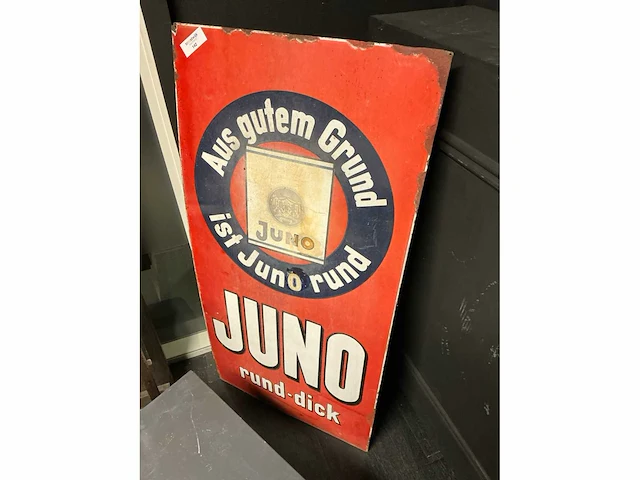 Aus gutem Grund
JUNO
ist Juno rund
JUNO
rund-dick